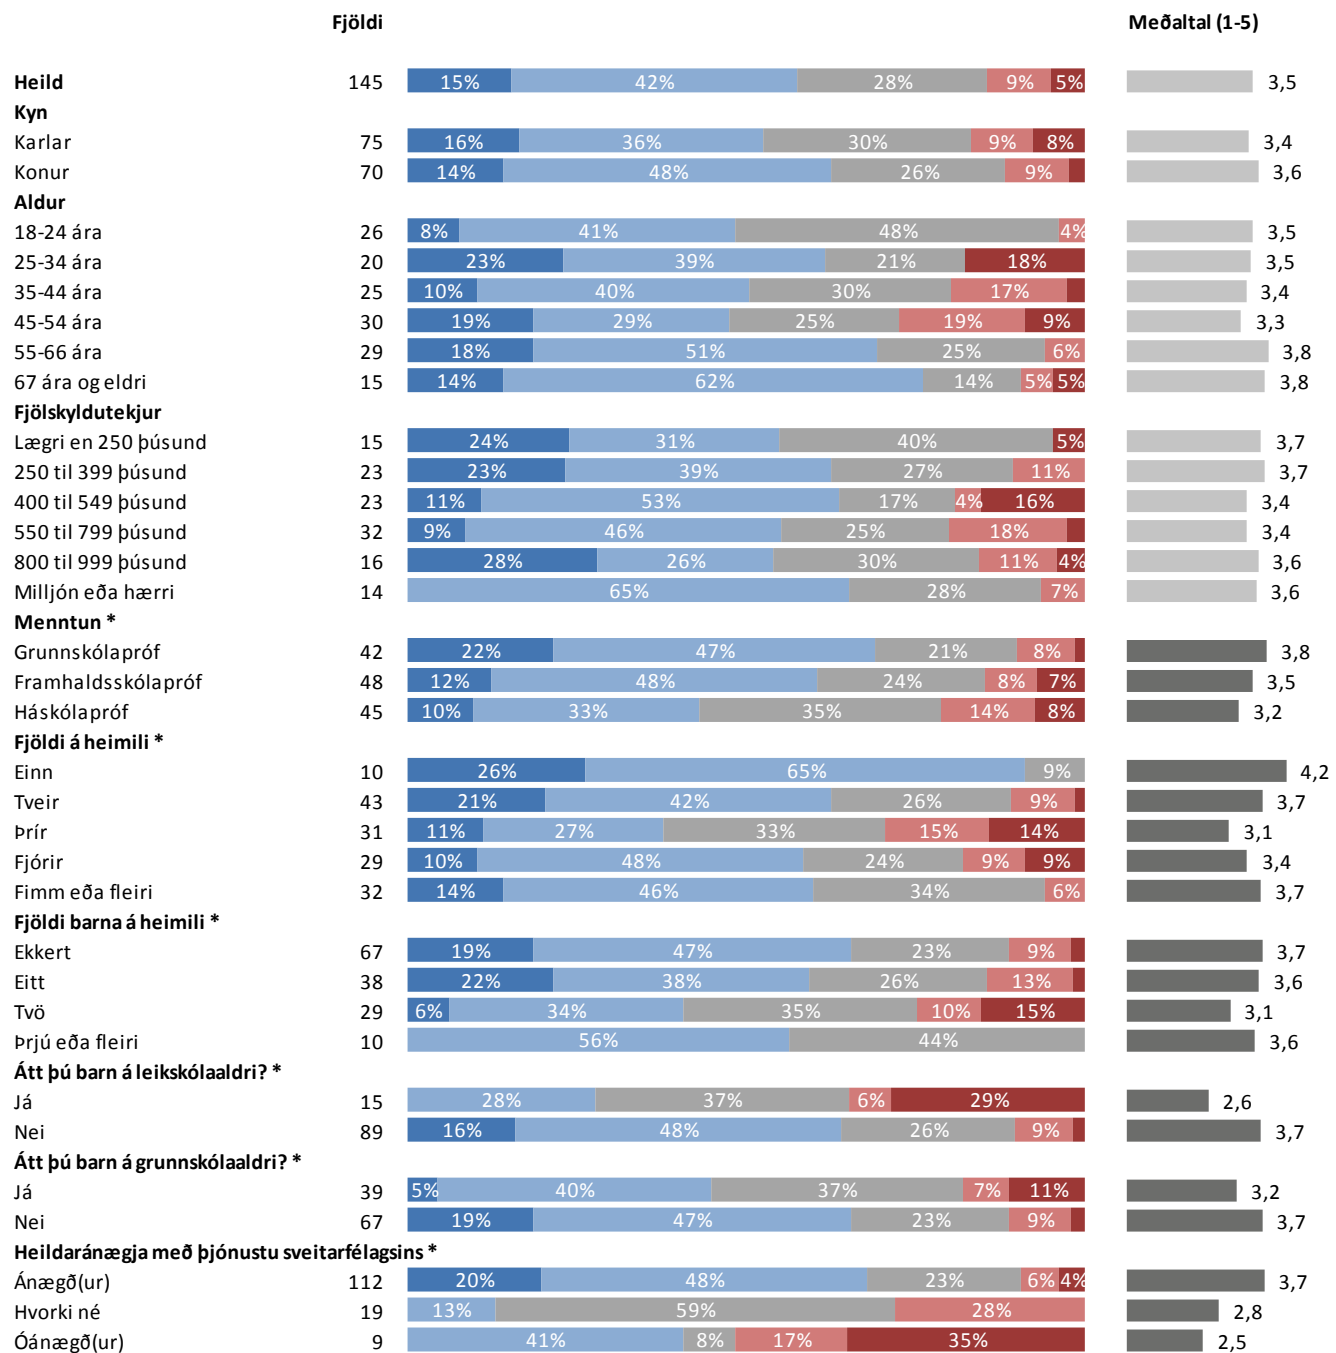 Fjöldi Meðaltal (1-5)
Heild 145 15% 42% 28% 9% 5% 3,5
Kyn
Karlar 75 16% 36% 30% 9% 8% 3,4
Konur 70 14% 48% 26% 9% 3,6
Aldur
18-24 ára 26 8% 41% 48% 4% 3,5
25-34 ára 20 23% 39% 21% 18% 3,5
35-44 ára 25 10% 40% 30% 17% 3,4
45-54 ára 30 19% 29% 25% 19% 9% 3,3
55-66 ára 29 18% 51% 25% 6% 3,8
67 ára og eldri 15 14% 62% 14% 5% 5% 3,8
Fjölskyldutekjur
Lægri en 250 þúsund 15 24% 31% 40% 5% 3,7
250 til 399 þúsund 23 23% 39% 27% 11% 3,7
400 til 549 þúsund 23 11% 53% 17% 4% 16% 3,4
550 til 799 þúsund 32 9% 46% 25% 18% 3,4
800 til 999 þúsund 16 28% 26% 30% 11% 4% 3,6
Milljón eða hærri 14 65% 28% 7% 3,6
Menntun *
Grunnskólapróf 42 22% 47% 21% 8% 3,8
Framhaldsskólapróf 48 12% 48% 24% 8% 7% 3,5
Háskólapróf 45 10% 33% 35% 14% 8% 3,2
Fjöldi á heimili *
Einn 10 26% 65% 9% 4,2
Tveir 43 21% 42% 26% 9% 3,7
Þrír 31 11% 27% 33% 15% 14% 3,1
Fjórir 29 10% 48% 24% 9% 9% 3,4
Fimm eða fleiri 32 14% 46% 34% 6% 3,7
Fjöldi barna á heimili *
Ekkert 67 19% 47% 23% 9% 3,7
Eitt 38 22% 38% 26% 13% 3,6
Tvö 29 6% 34% 35% 10% 15% 3,1
Þrjú eða fleiri 10 56% 44% 3,6
Átt þú barn á leikskólaaldri? *
Já 15 28% 37% 6% 29% 2,6
Nei 89 16% 48% 26% 9% 3,7
Átt þú barn á grunnskólaaldri? *
Já 39 5% 40% 37% 7% 11% 3,2
Nei 67 19% 47% 23% 9% 3,7
Heildaránægja með þjónustu sveitarfélagsins *
Ánægð(ur) 112 20% 48% 23% 6% 4% 3,7
Hvorki né 19 13% 59% 28% 2,8
Óánægð(ur) 9 41% 8% 17% 35% 2,5